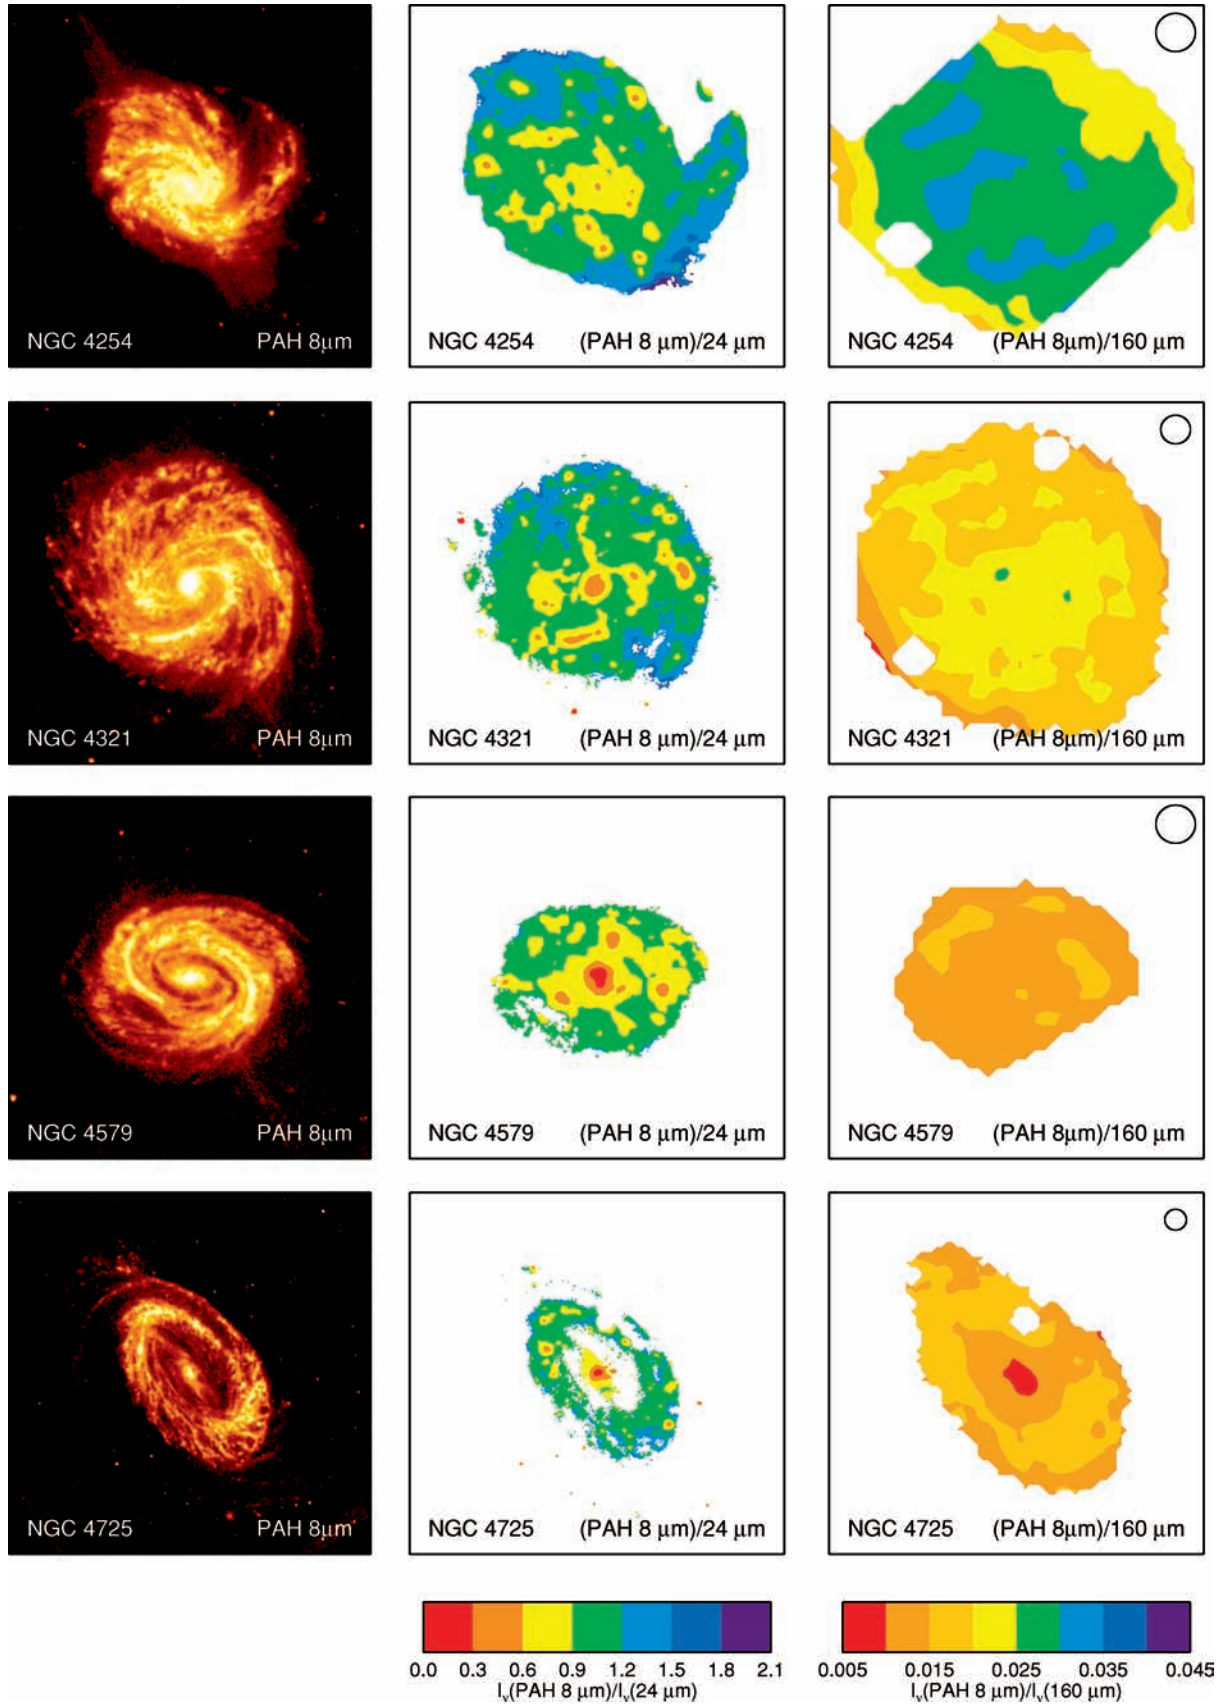 NGC 4254 PAH 8μm
NGC 4254 (PAH 8 μm)/24 μm
NGC 4254 (PAH 8μm)/160 μm
NGC 4321 PAH 8μm
NGC 4321 (PAH 8 μm)/24 μm
NGC 4321 (PAH 8μm)/160 μm
NGC 4579 PAH 8μm
NGC 4579 (PAH 8 μm)/24 μm
NGC 4579 (PAH 8μm)/160 μm
NGC 4725 PAH 8μm
NGC 4725 (PAH 8 μm)/24 μm
NGC 4725 (PAH 8μm)/160 μm
0.0 0.3 0.6 0.9 1.2 1.5 1.8 2.1
I_ν(PAH 8 μm)/I_ν(24 μm)
0.005 0.015 0.025 0.035 0.045
I_ν(PAH 8 μm)/I_ν(160 μm)